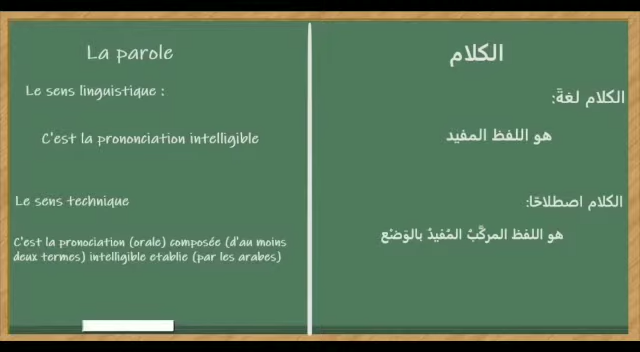 La parole
Le sens linguistique :
C'est la prononciation intelligible
Le sens technique
C'est la pronociation (orale) composée (d'au moins
deux termes) intelligible etablie (par les arabes)
الكلام
الكلام لغةً:
هو اللفظ المفيد
الكلام اصطلاحًا:
هو اللفظ المركَّبُ المُفيدُ بالوَضْع